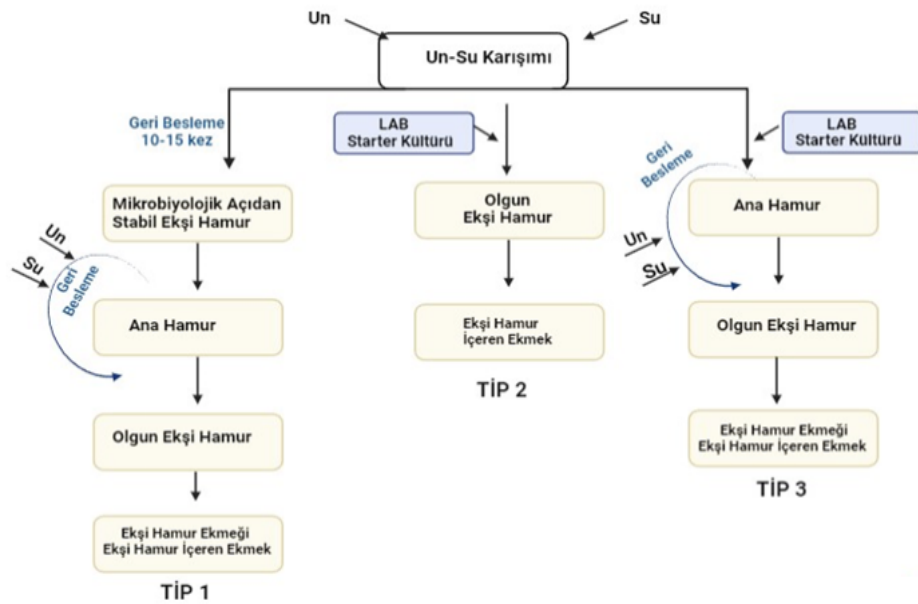 Un
Su
Un-Su Karışımı
Geri Besleme
10-15 kez
Mikrobiyolojik Açıdan
Stabil Ekşi Hamur
Un
Su
Geri
Besleme
Ana Hamur
Olgun Ekşi Hamur
Ekşi Hamur Ekmeği
Ekşi Hamur İçeren Ekmek
TİP 1
LAB
Starter Kültürü
Olgun
Ekşi Hamur
Ekşi Hamur
İçeren Ekmek
TİP 2
LAB
Starter Kültürü
Geri
Besleme
Un
Su
Ana Hamur
Olgun Ekşi Hamur
Ekşi Hamur Ekmeği
Ekşi Hamur İçeren Ekmek
TİP 3